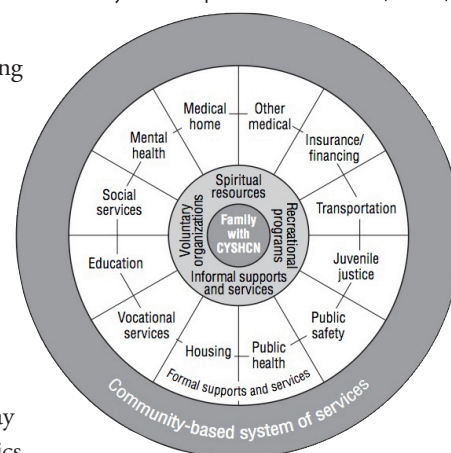 ng
Medical
home
Other
medical
Mental
health
Insurance/
financing
Social
services
Transportation
Education
Juvenile
justice
Vocational
services
Public
safety
Housing
Public
health
Formal supports and services
Spiritual
resources
Voluntary
organizations
Recreational
programs
Family
with
CYSHCN
Informal supports
and services
Community-based system of services
ay
ics